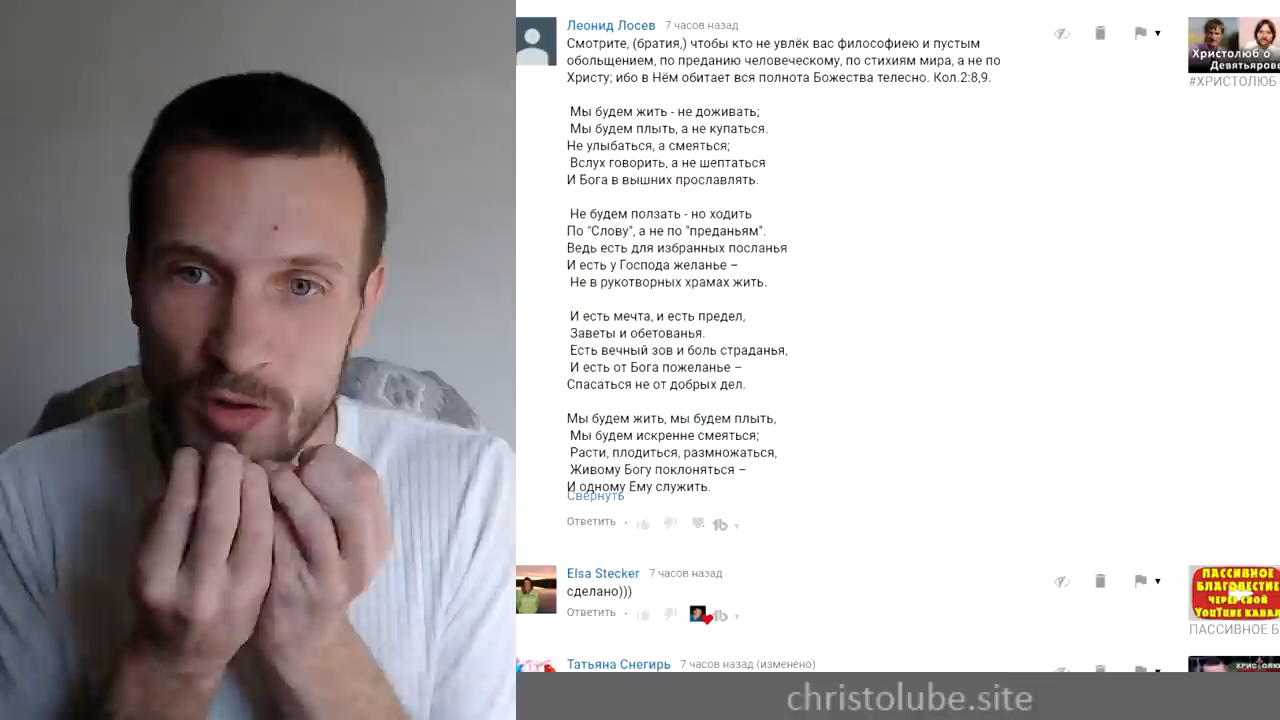 Леонид Лосев 7 часов назад
Смотрите, (братия,) чтобы кто не увлёк вас философиею и пустым
обольщением, по преданию человеческому, по стихиям мира, а не по
Христу; ибо в Нём обитает вся полнота Божества телесно. Кол.2:8,9.
Мы будем жить - не доживать;
Мы будем плыть, а не купаться.
Не улыбаться, а смеяться;
Вслух говорить, а не шептаться
И Бога в вышних прославлять.
Не будем ползать - но ходить
По "Слову", а не по "преданьям".
Ведь есть для избранных посланья
И есть у Господа желанье –
Не в рукотворных храмах жить.
И есть мечта, и есть предел,
Заветы и обетованья.
Есть вечный зов и боль страданья,
И есть от Бога пожеланье –
Спасаться не от добрых дел.
Мы будем жить, мы будем плыть,
Мы будем искренне смеяться;
Расти, плодиться, размножаться,
Живому Богу поклоняться –
И одному Ему служить.
Свернуть
Ответить
Христолюб о
Девятьярове
#ХРИСТОЛЮБ
Elsa Stecker 7 часов назад
сделано)))
Ответить
ПАССИВНОЕ
БЛАГОВЕСТИЕ
ЧЕРЕЗ СВОЙ
YouTube КАНАЛ
ПАССИВНОЕ Б
Татьяна Снегирь 7 часов назад (изменено)
christolube.site